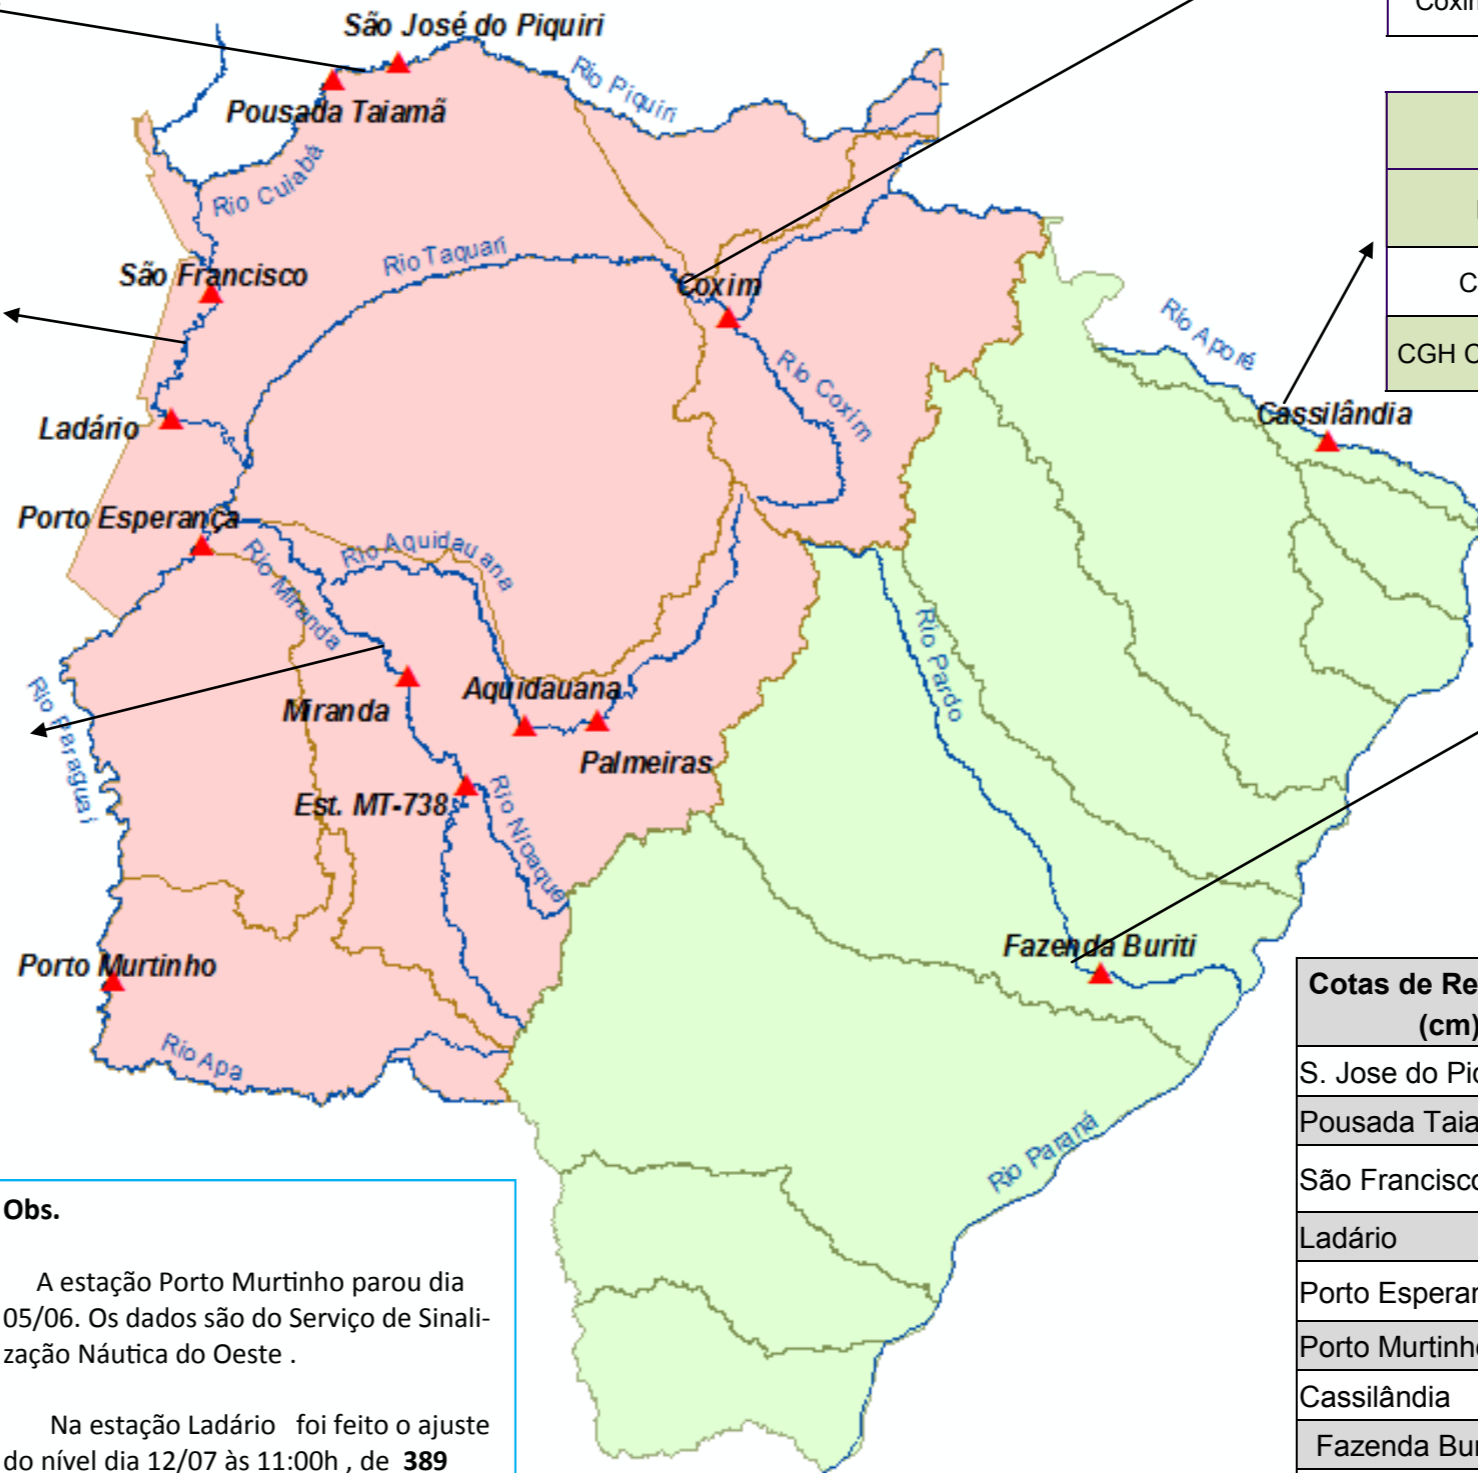 Coxim
São José do Piquiri
Rio Piquiri
Pousada Taiamã
Rio Cuiabá
São Francisco
Rio Taquari
Coxim
C
CGH C
Rio Aporé
Cassilândia
Rio Coxim
Ladário
Porto Esperança
Rio Aquidauana
Rio Miranda
Rio Pardo
Rio Paraguai
Miranda
Aquidauana
Palmeiras
Est. MT-738
Rio Nioaque
Porto Murtinho
Fazenda Buriti
Rio Apa
Rio Paraná
Cotas de Re
(cm)
S. Jose do Pi
Pousada Taia
São Francisco
Ladário
Porto Espera
Porto Murtinho
Cassilândia
Fazenda Bu
Obs.
A estação Porto Murtinho parou dia
05/06. Os dados são do Serviço de Sinali-
zação Náutica do Oeste .
Na estação Ladário foi feito o ajuste
do nível dia 12/07 às 11:00h , de 389